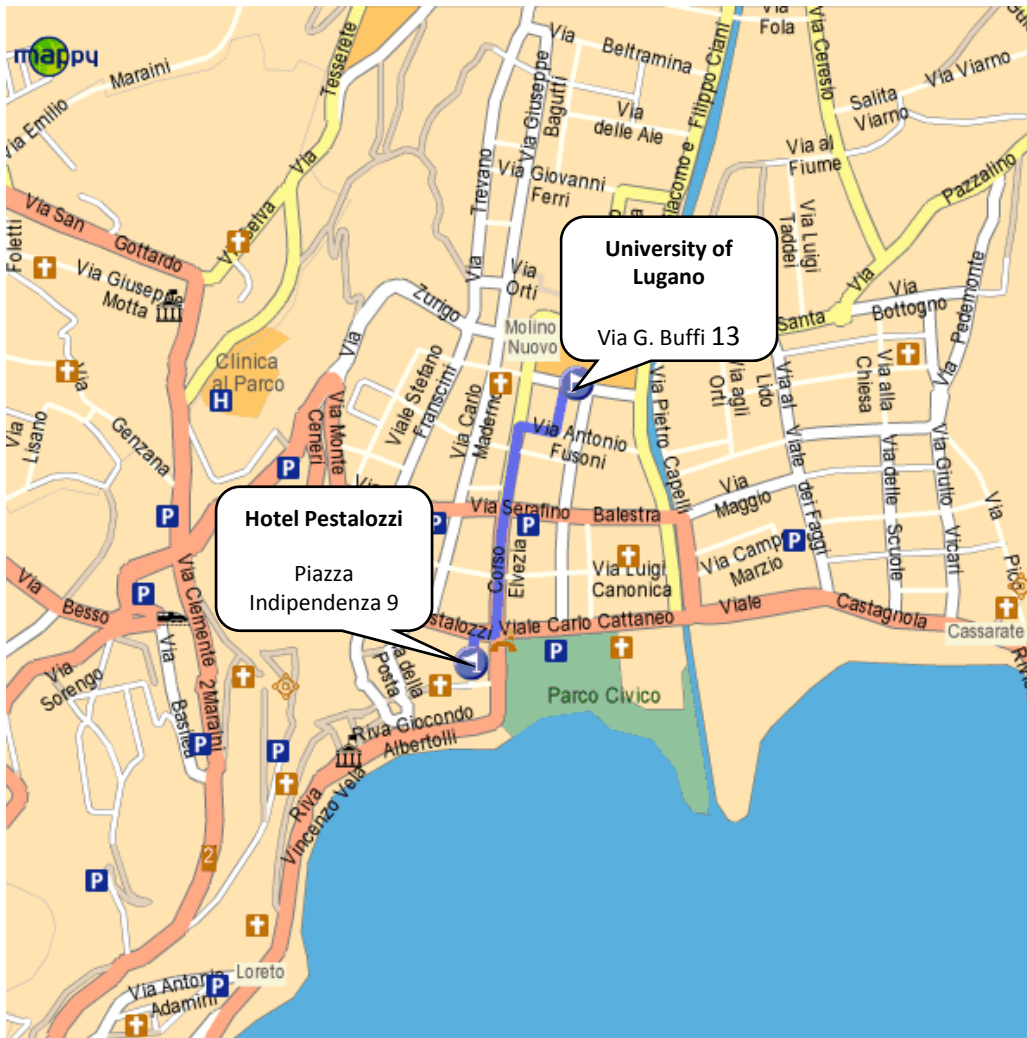 mappy
Via Emilio
Maraini
Via
Tesserete
Via San
Gottardo
Foletti
Via Giuseppe
Motta
Clinica
al Parco
H
Via
Genzana
Via
Lisano
Via
Beltramina
Via
delle Aie
Via Giuseppe
Bagutti
Via Giovanni
Ferri
Trevano
Via
Via
Orti
Zurigo
Via
Molino
Nuovo
Filippo Ciani
Via
Fola
Via Ceresio
Via Viarno
Salita
Viarno
Via al
Fiume
Via Luigi
Taddei
Pazzalino
Via
Santa
Via
Bottogno
Via Pedemonte
University of
Lugano
Via G. Buffi 13
Viale Stefano
Franscini
Via Carlo
Maderno
Via Monte
Ceneri
Via Antonio
Fusoni
Via Pietro
Capelli
Via agli
Orti
Lido
Via al
Viale
dei Faggi
Via alla
Chiesa
Via delle
Scuole
Via Giulio
Vicari
Via
Via
Maggio
Via Serafino
Balestra
Corso
Elvezia
Via Luigi
Canonica
Via Camp
Marzio
P
P
P
P
P
Hotel Pestalozzi
Piazza
Indipendenza 9
Via
Besso
P
Via Clemente
Maraini
2
Via
Sorengo
Via
Basilea
estalozzi
Viale Carlo Cattaneo
Viale
Castagnola
Cassarate
Posta
1
P
Parco Civico
Riva Giocondo
Albertolli
Riva
Vincenzo Vela
P
P
2
P
Loreto
Via Antonio
Adamini
P